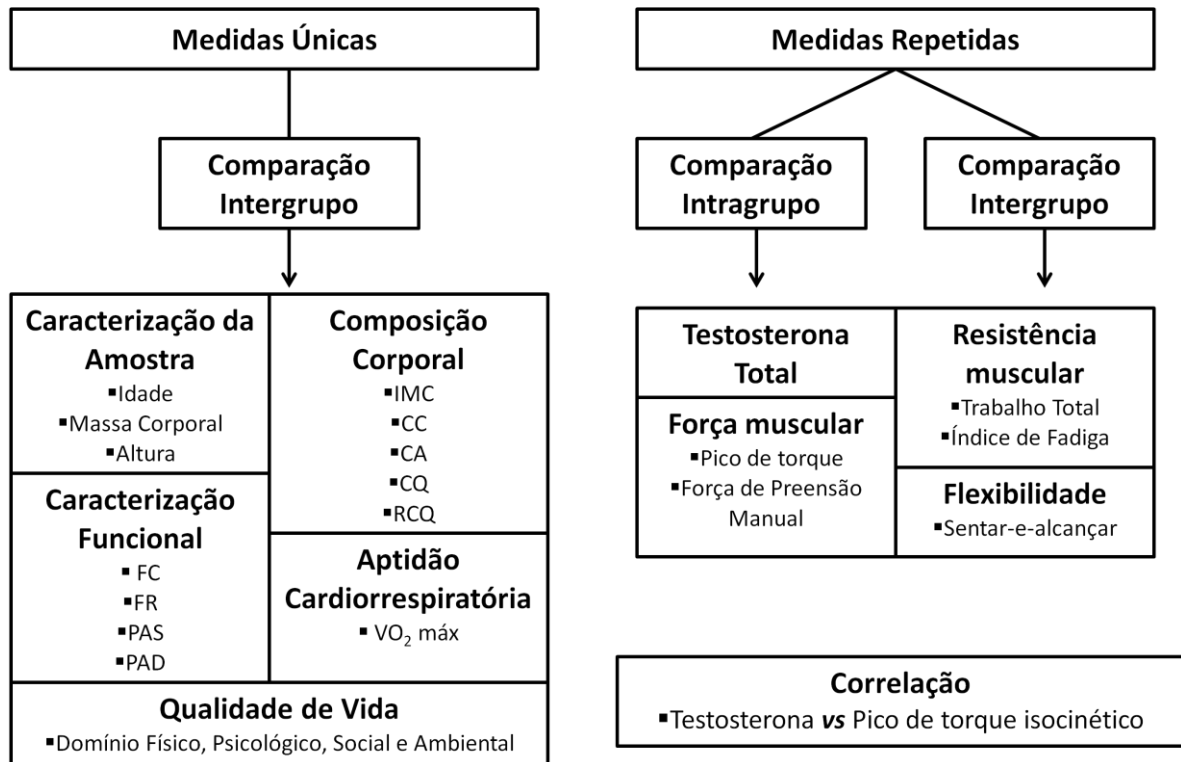 Medidas Únicas
Comparação
Intergrupo
Caracterização da
Amostra
▪Idade
▪Massa Corporal
▪Altura
Caracterização
Funcional
▪ FC
▪ FR
▪ PAS
▪PAD
Composição
Corporal
▪IMC
▪CC
▪CA
▪CQ
▪RCQ
Aptidão
Cardiorrespiratória
▪ VO₂ máx
Qualidade de Vida
▪Domínio Físico, Psicológico, Social e Ambiental
Medidas Repetidas
Comparação
Intragrupo
Comparação
Intergrupo
Testosterona
Total
Força muscular
▪Pico de torque
▪Força de Preensão
Manual
Resistência
muscular
▪Trabalho Total
▪Índice de Fadiga
Flexibilidade
▪Sentar-e-alcançar
Correlação
▪Testosterona vs Pico de torque isocinético